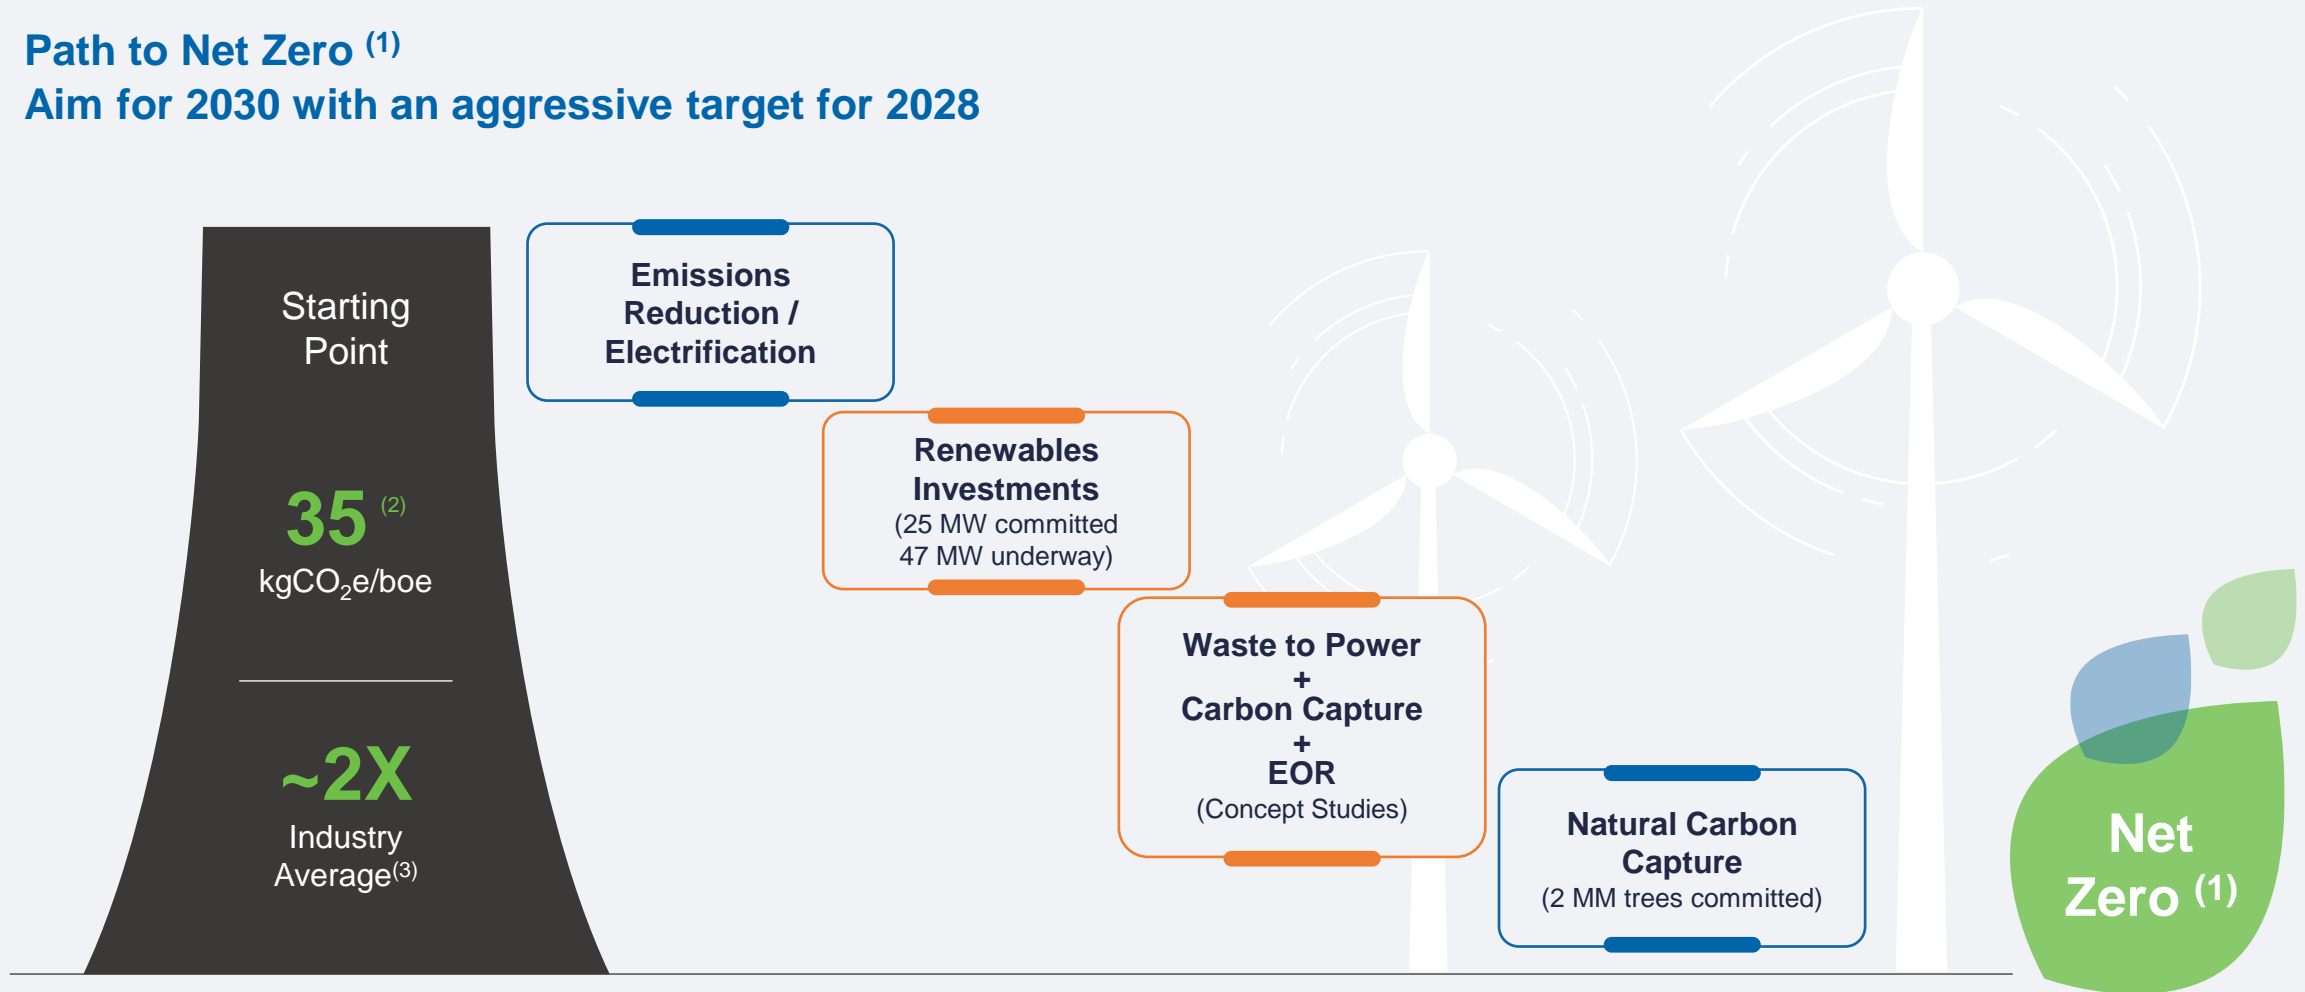 Path to Net Zero (1)
Aim for 2030 with an aggressive target for 2028
Starting
Point
35 (2)
kgCO₂e/boe
~2X
Industry
Average(3)
Emissions
Reduction /
Electrification
Renewables
Investments
(25 MW committed
47 MW underway)
Waste to Power
+
Carbon Capture
+
EOR
(Concept Studies)
Natural Carbon
Capture
(2 MM trees committed)
Net
Zero (1)